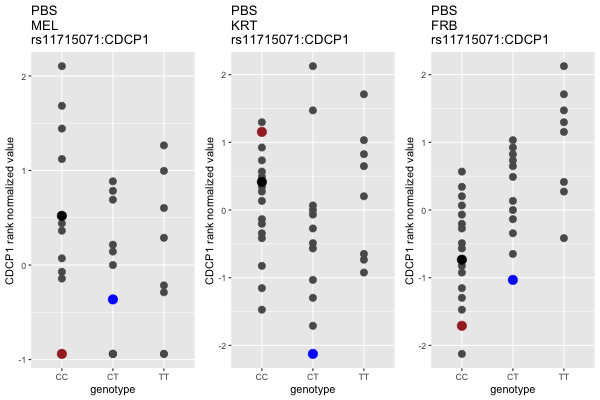 PBS
MEL
rs11715071:CDCP1
CDCP1 rank normalized value
2
1
0
-1
CC
CT
TT
genotype
PBS
KRT
rs11715071:CDCP1
CDCP1 rank normalized value
2
1
0
-1
-2
CC
CT
TT
genotype
PBS
FRB
rs11715071:CDCP1
CDCP1 rank normalized value
2
1
0
-1
-2
CC
CT
TT
genotype